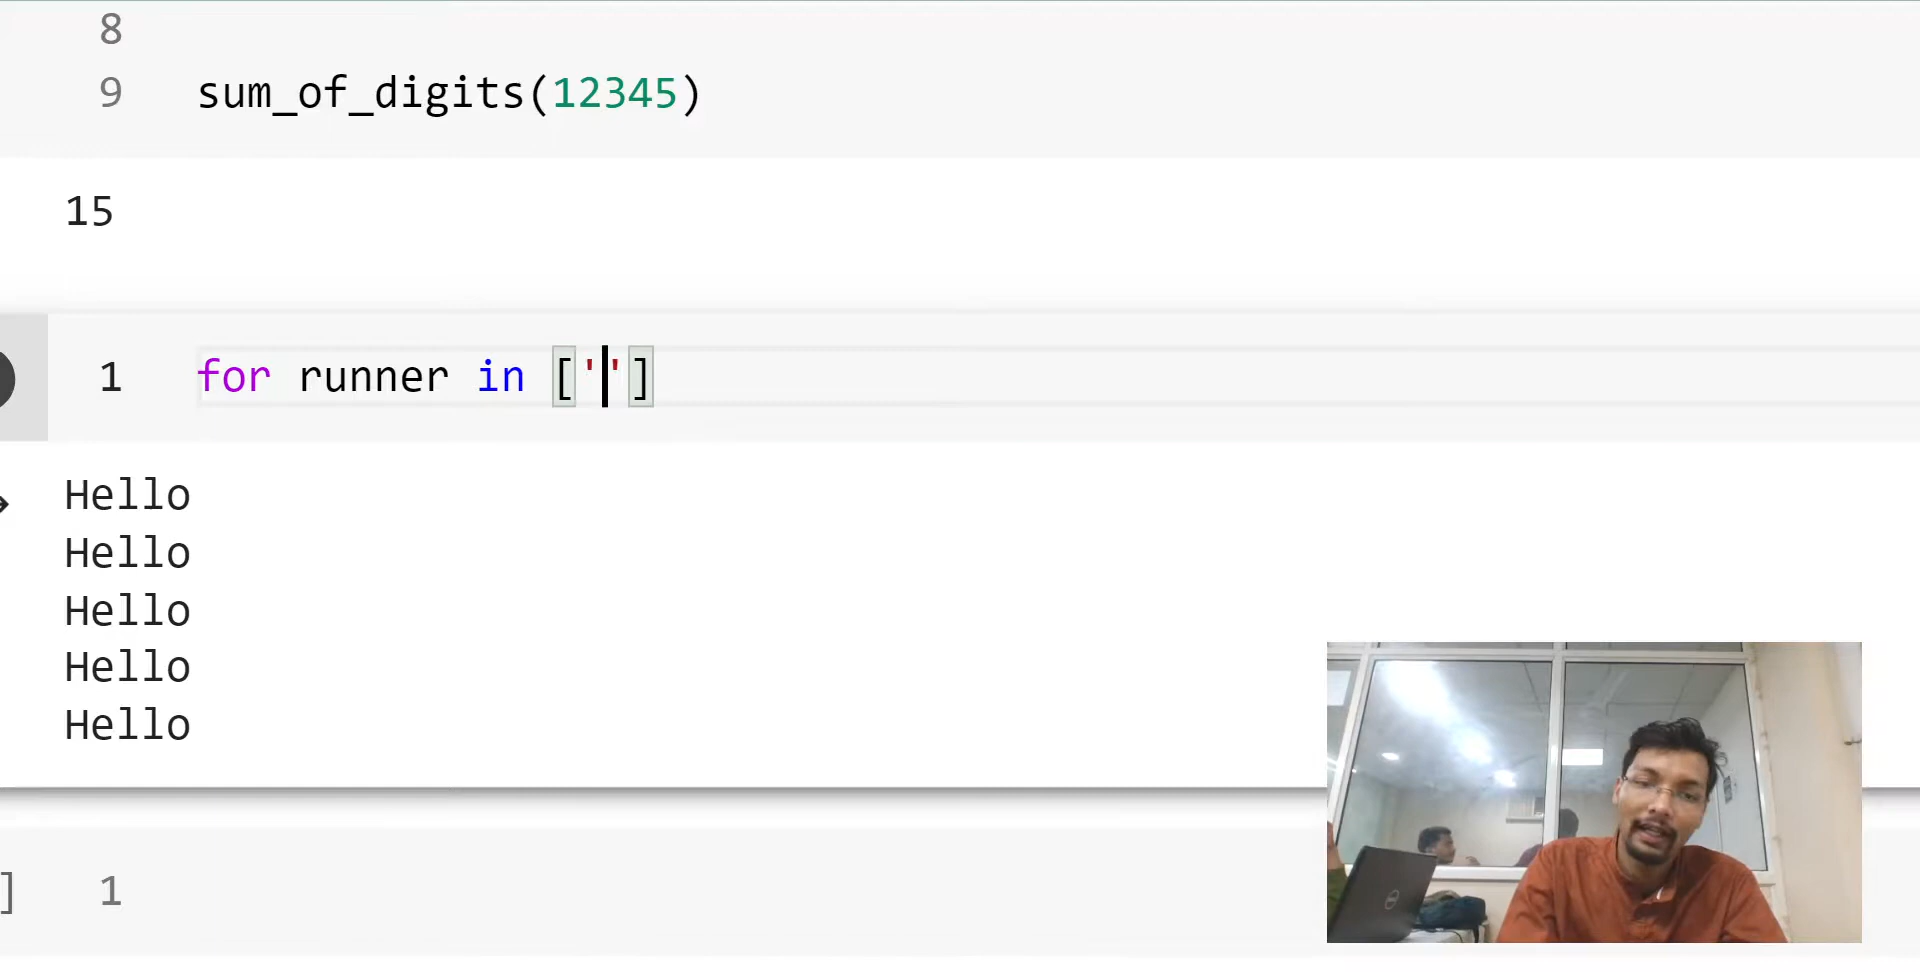 8
9 sum_of_digits(12345)
15
1 for runner in ['']
Hello
Hello
Hello
Hello
Hello
] 1